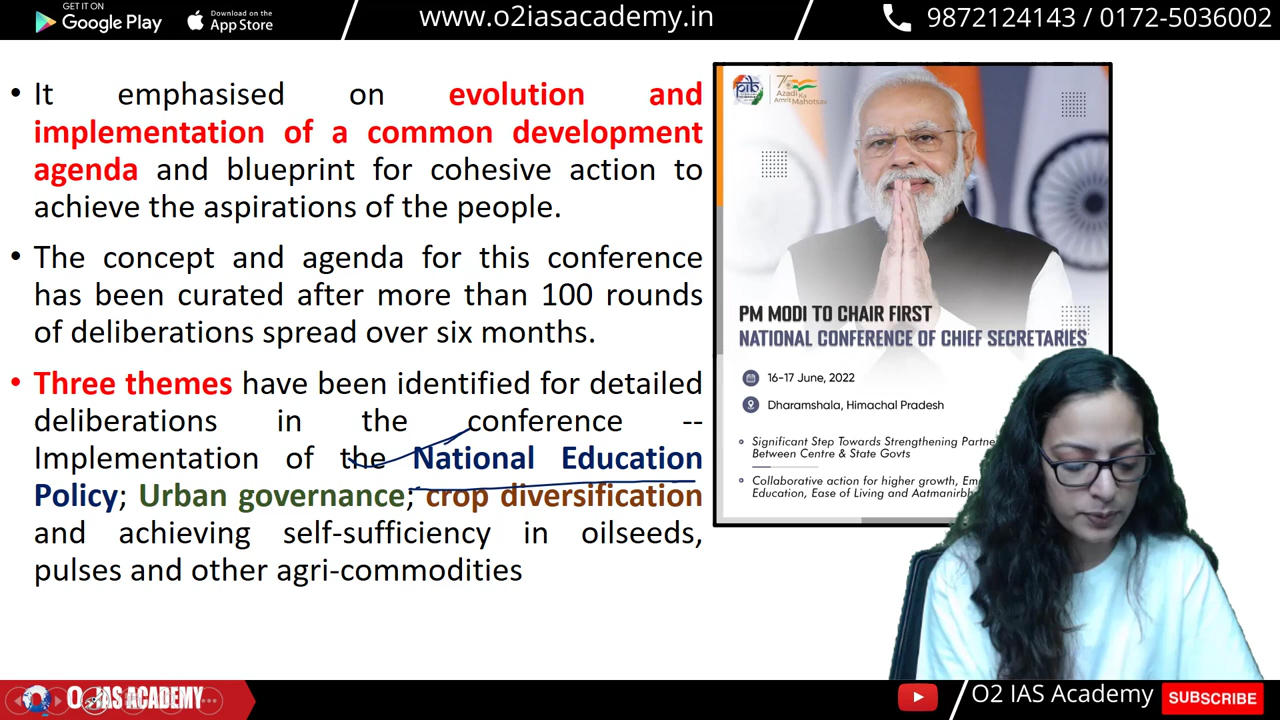 GET IT ON
Google Play
Download on the
App Store
www.o2iasacademy.in
9872124143 / 0172-5036002
• It emphasised on evolution and
implementation of a common development
agenda and blueprint for cohesive action to
achieve the aspirations of the people.
• The concept and agenda for this conference
has been curated after more than 100 rounds
of deliberations spread over six months.
• Three themes have been identified for detailed
deliberations in the conference --
Implementation of the National Education
Policy; Urban governance; crop diversification
and achieving self-sufficiency in oilseeds,
pulses and other agri-commodities
pib
75
Azadi Ka
Amrit Mahotsav
PM MODI TO CHAIR FIRST
NATIONAL CONFERENCE OF CHIEF SECRETARIES
16-17 June, 2022
Dharamshala, Himachal Pradesh
Significant Step Towards Strengthening
Between Centre & State Govts
Collaborative action for higher growth,
Education, Ease of Living and
O2 IAS ACADEMY
O2 IAS Academy
SUBSCRIBE